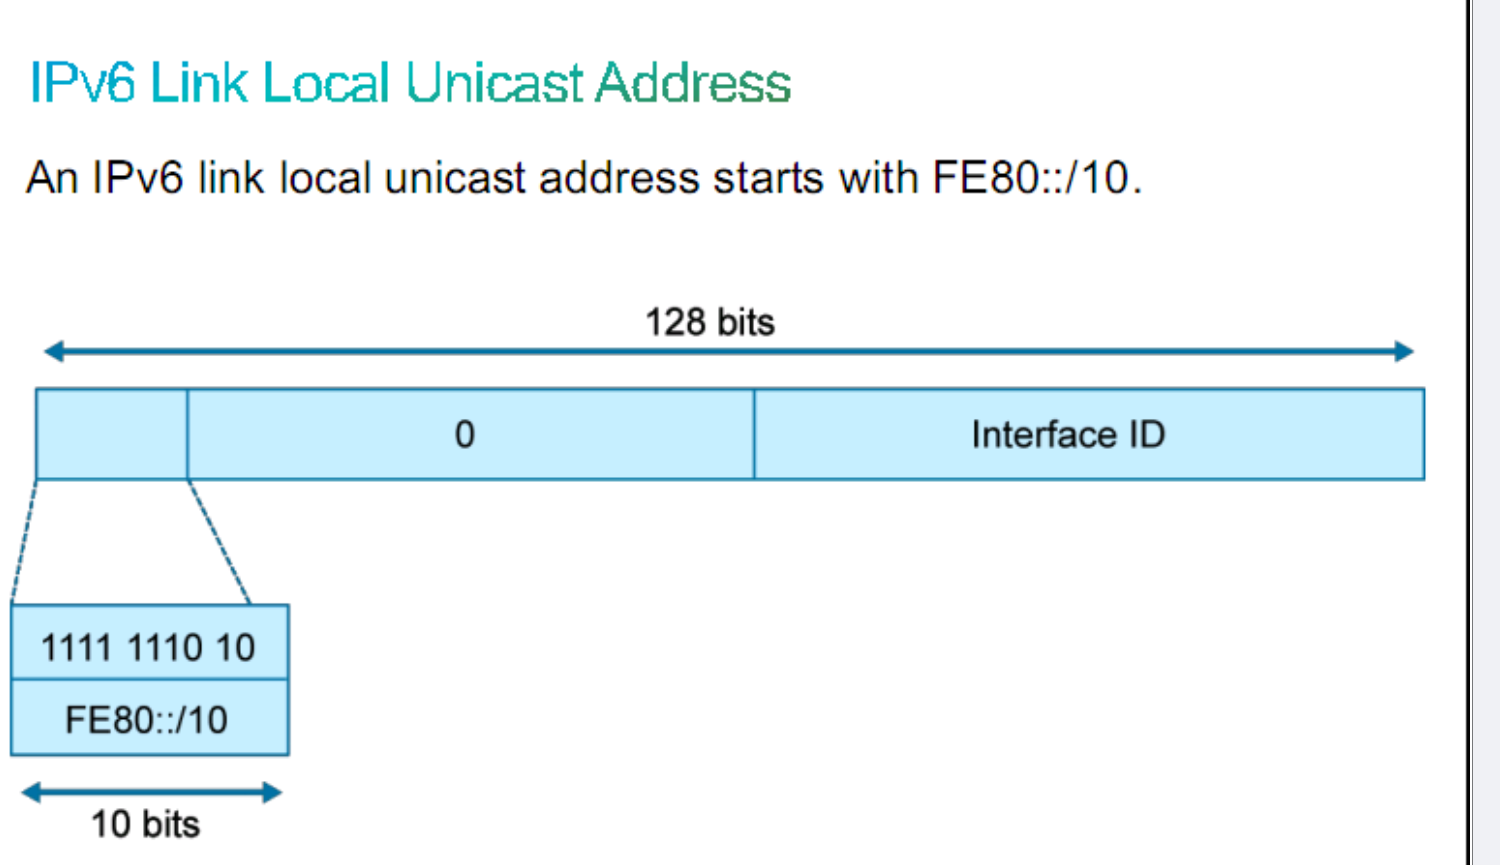 IPv6 Link Local Unicast Address
An IPv6 link local unicast address starts with FE80::/10.
128 bits
0
Interface ID
1111 1110 10
FE80::/10
10 bits